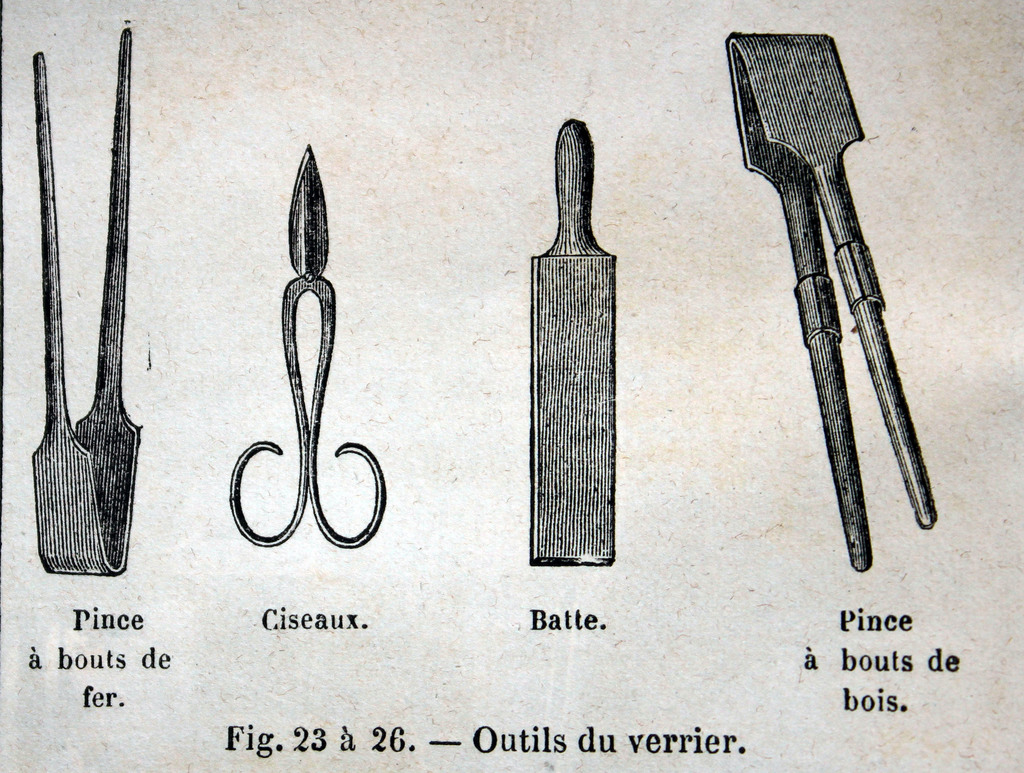 Pince
à bouts de
fer.
Ciseaux.
Batte.
Pince
à bouts de
bois.
Fig. 23 à 26. — Outils du verrier.